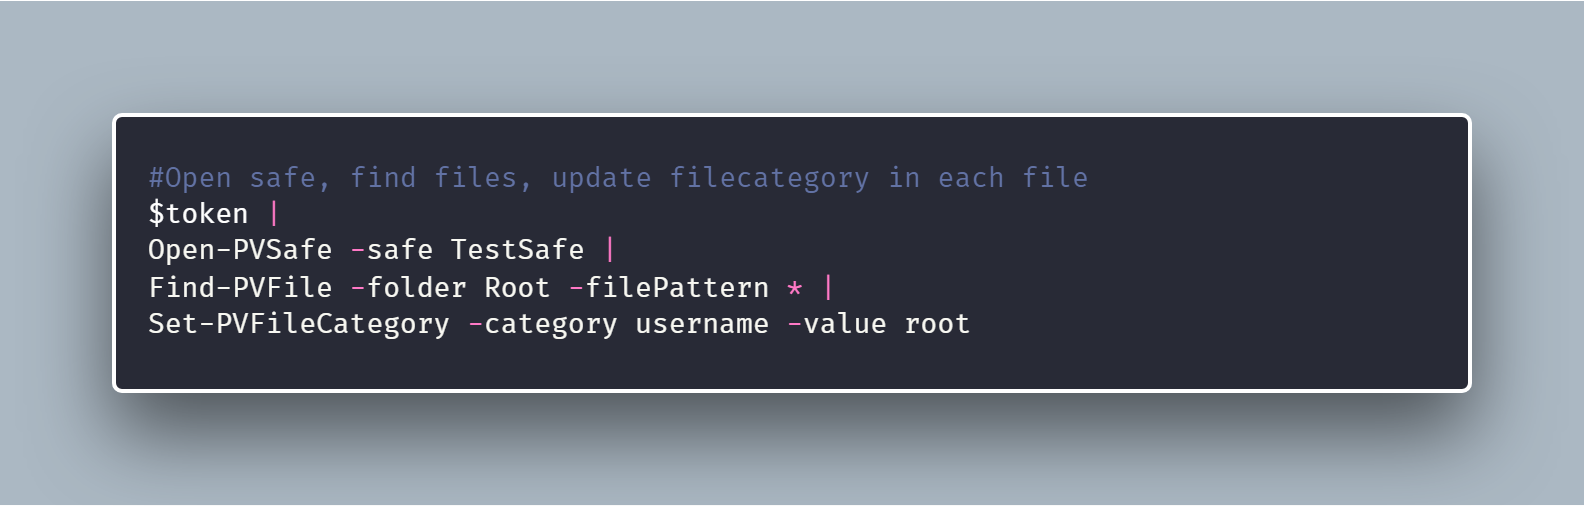 #Open safe, find files, update filecategory in each file
$token |
Open-PVSafe -safe TestSafe |
Find-PVFile -folder Root -filePattern * |
Set-PVFileCategory -category username -value root